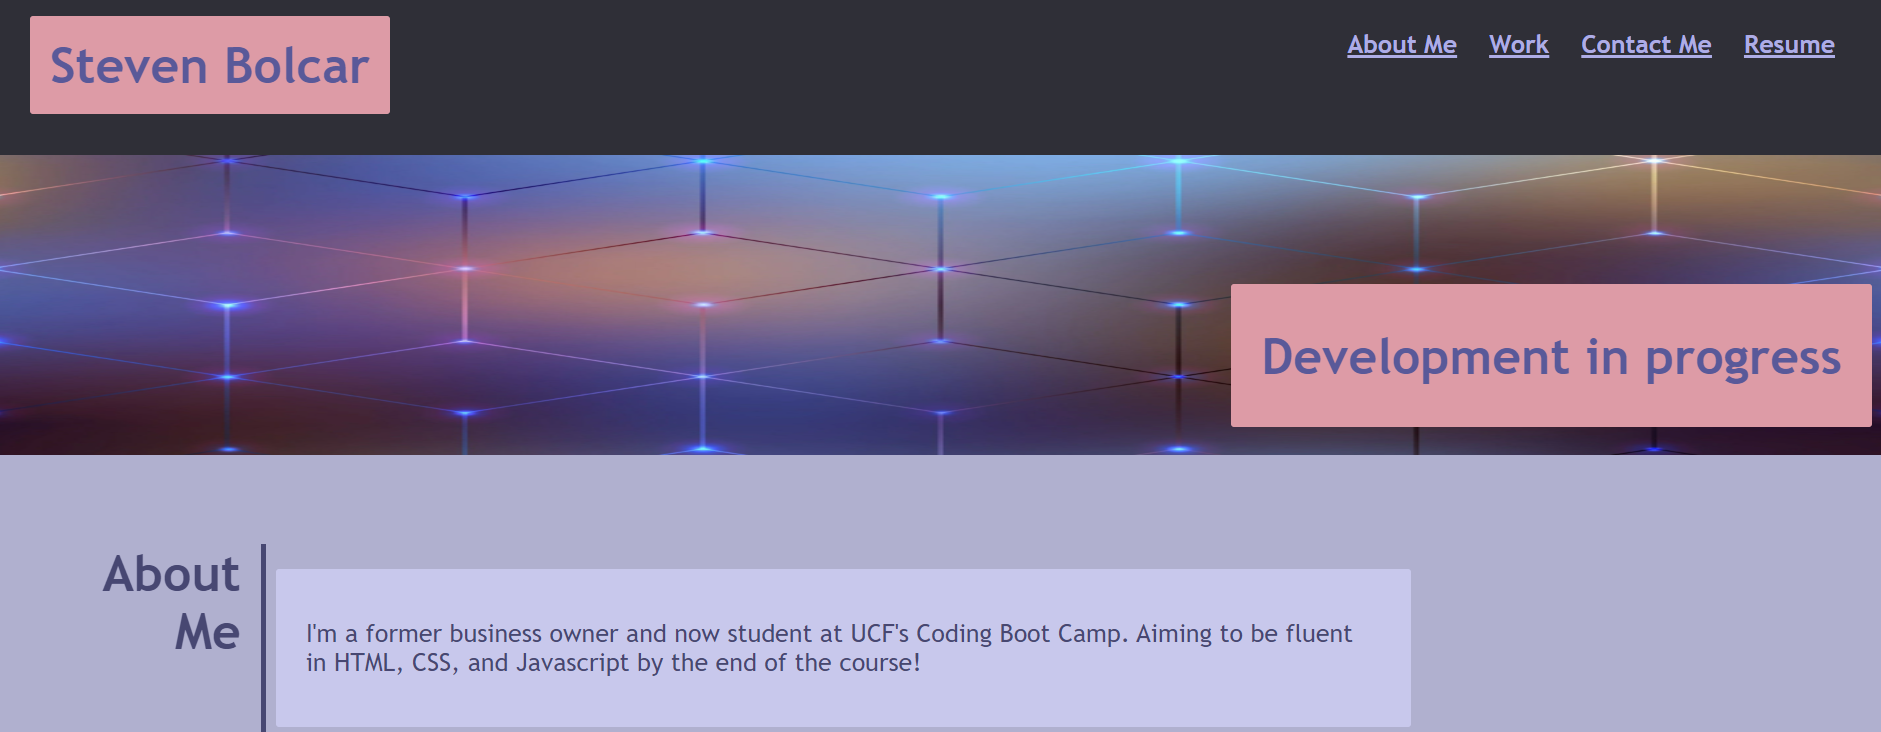 Steven Bolcar
About Me Work Contact Me Resume
Development in progress
About
Me
I'm a former business owner and now student at UCF's Coding Boot Camp. Aiming to be fluent
in HTML, CSS, and Javascript by the end of the course!